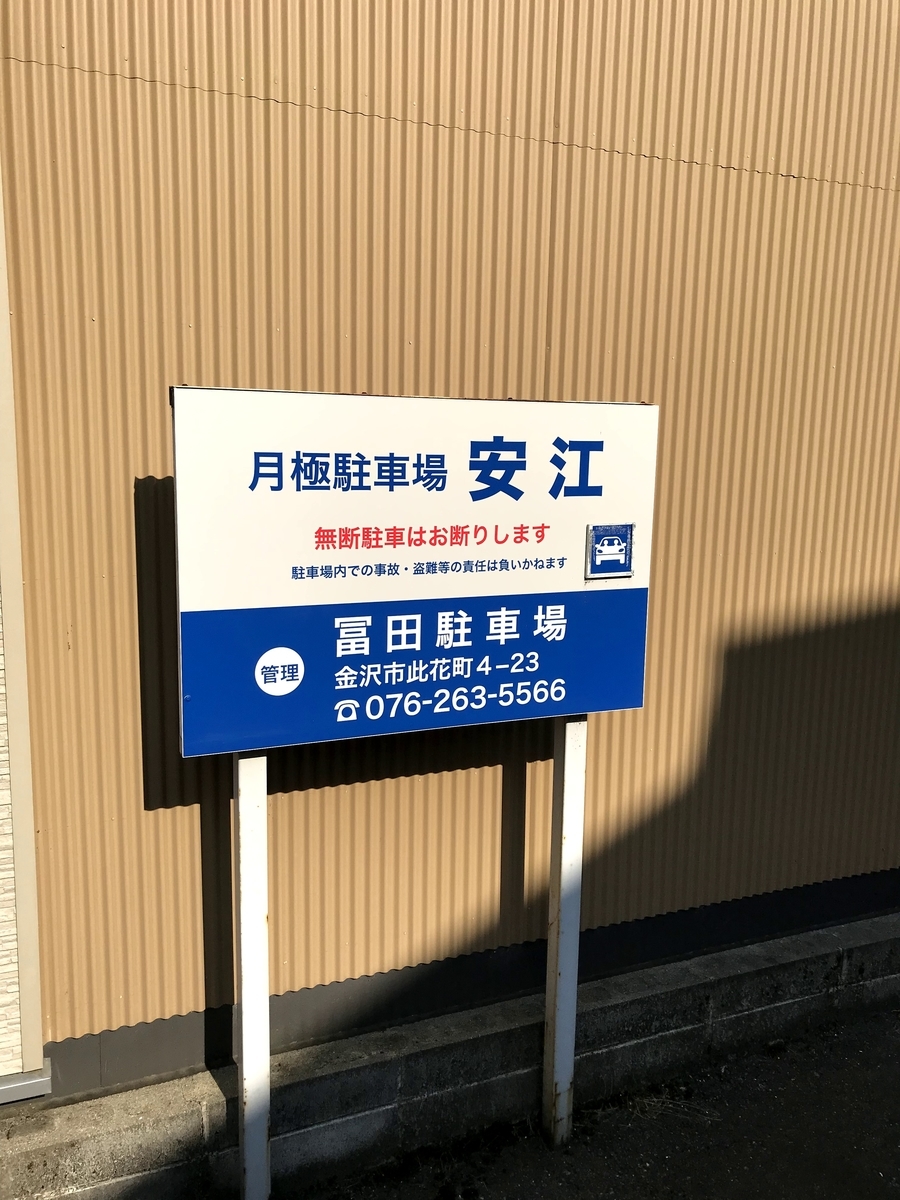 月極駐車場 安江
無断駐車はお断りします
駐車場内での事故・盗難等の責任は負いかねます
管理
冨田駐車場
金沢市此花町4−23
☎076-263-5566